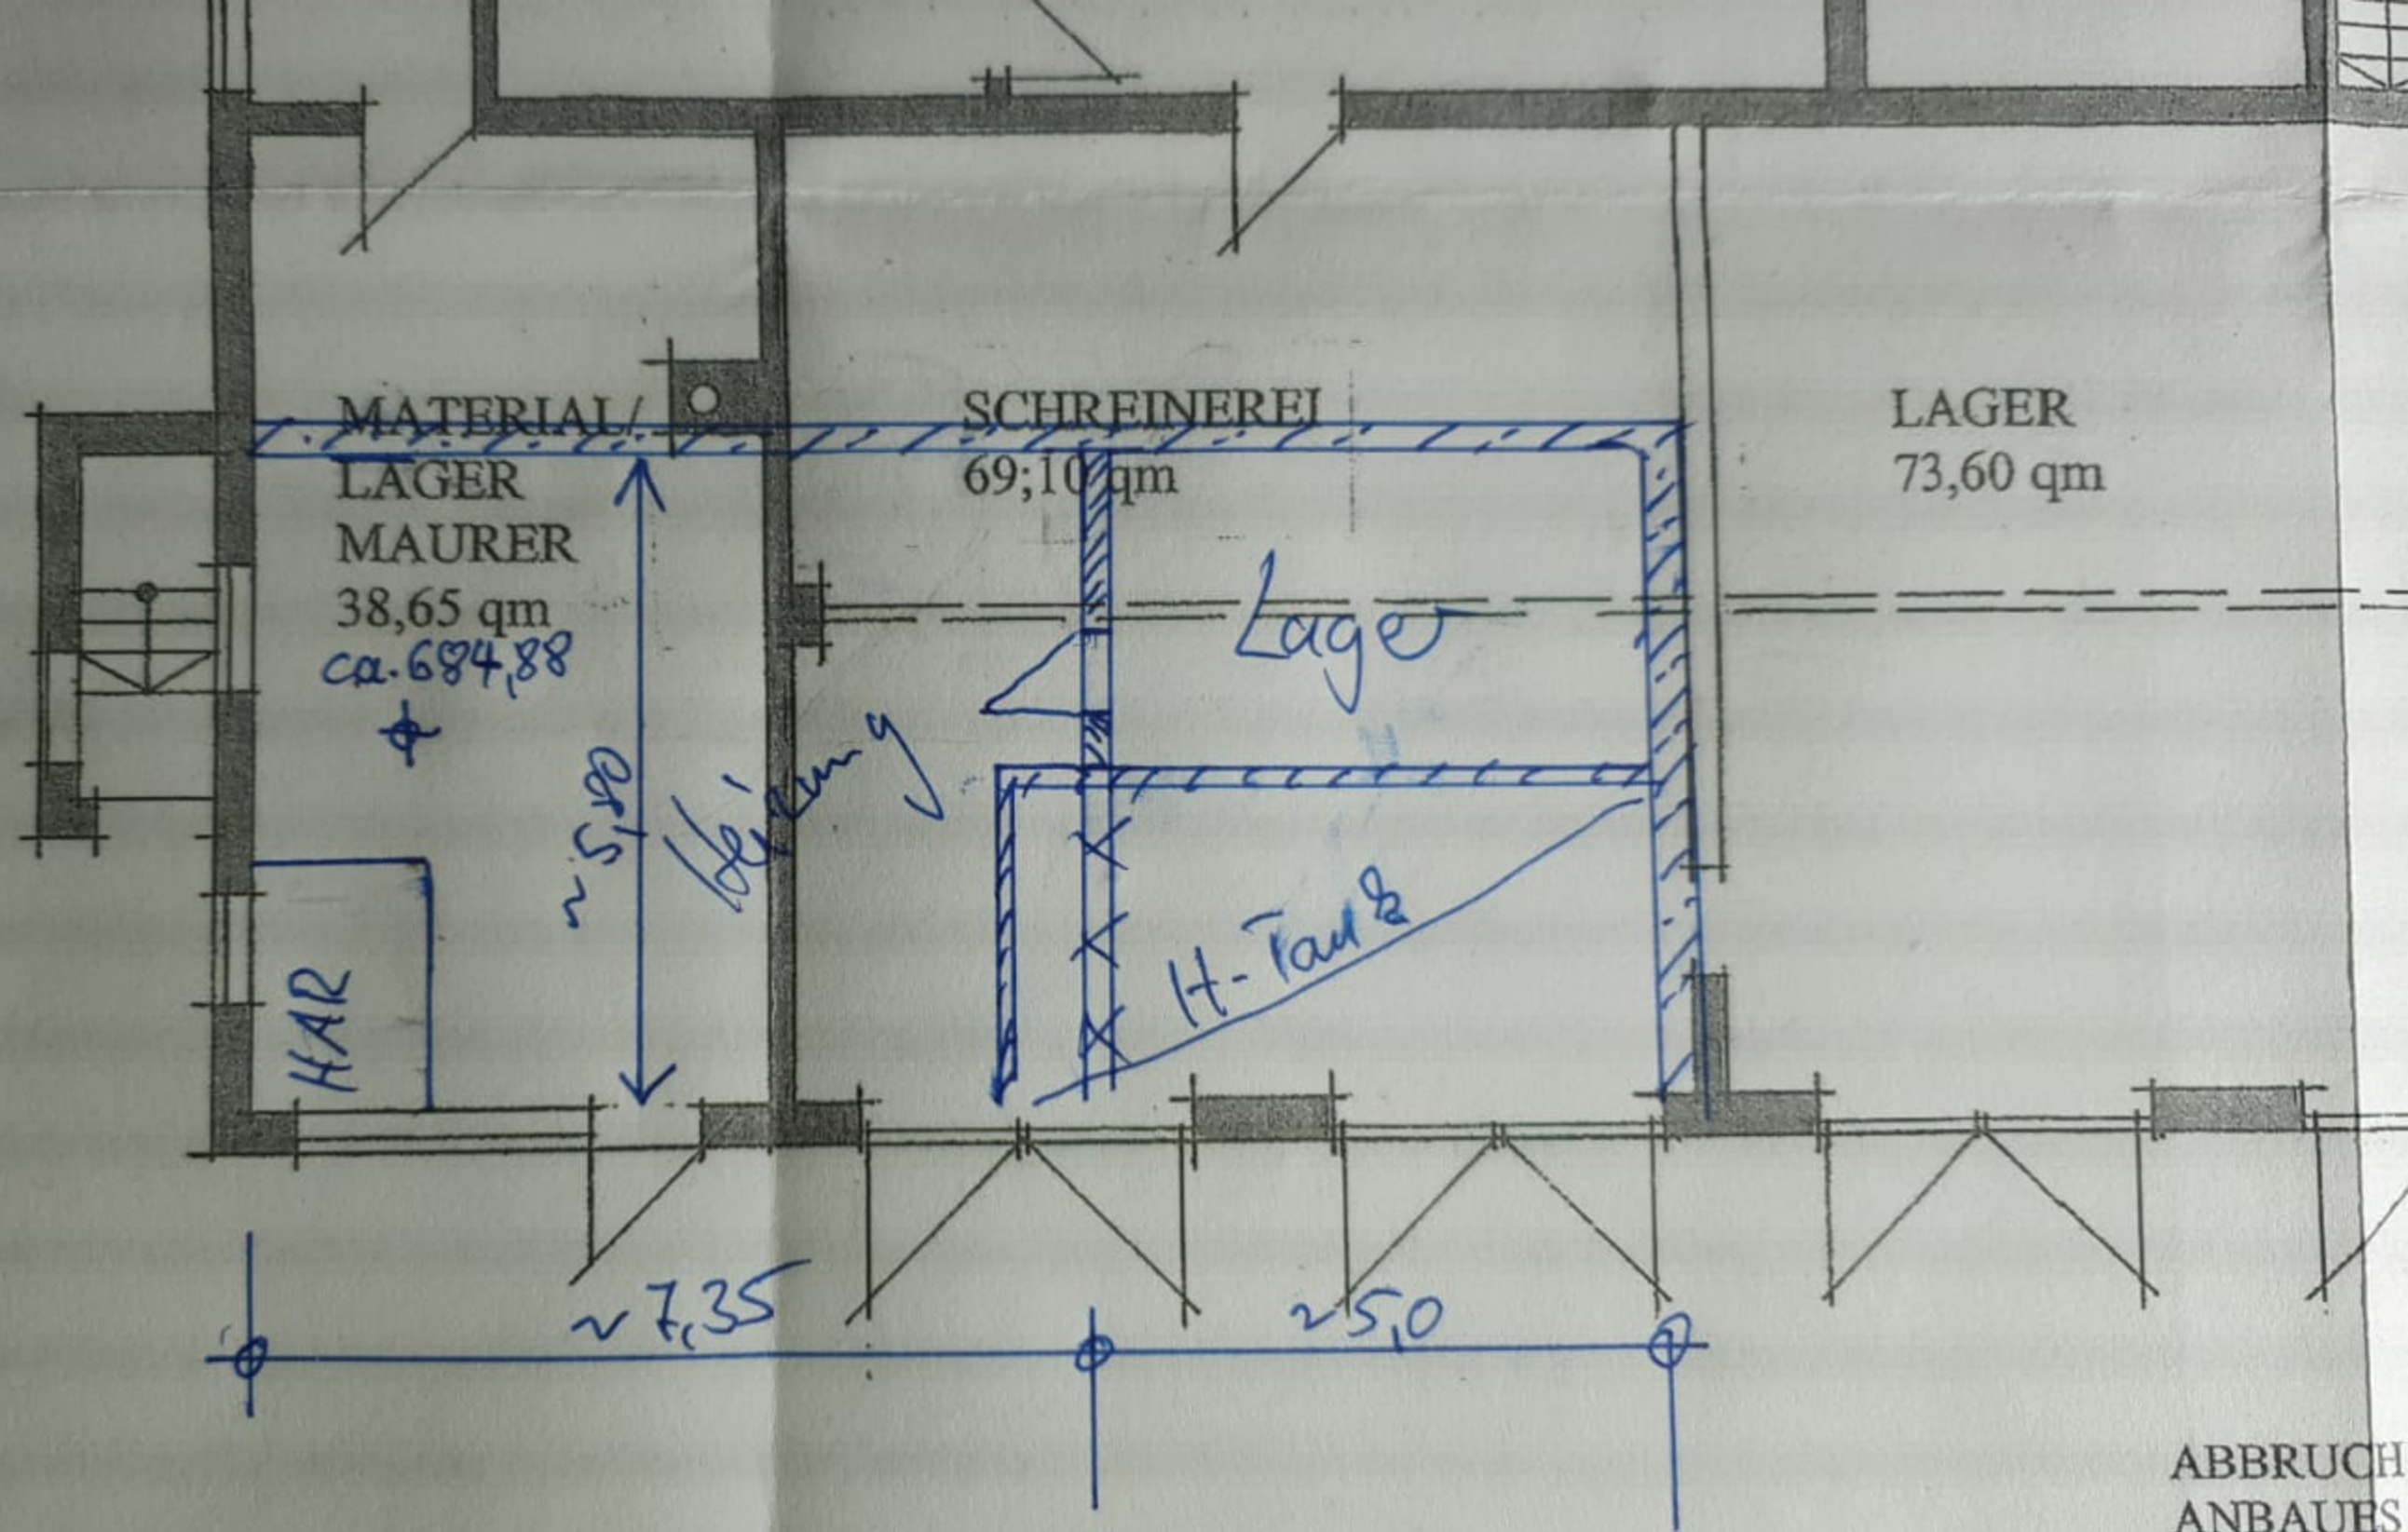 MATERIAL/
LAGER
MAURER
38,65 qm
ca. 684,88
SCHREINEREI
69;10 qm
LAGER
73,60 qm
Lager
~ 5,80
Heizung
H-Tank
HAR
~ 7,35
~ 5,0
ABBRUCH
ANBAUES